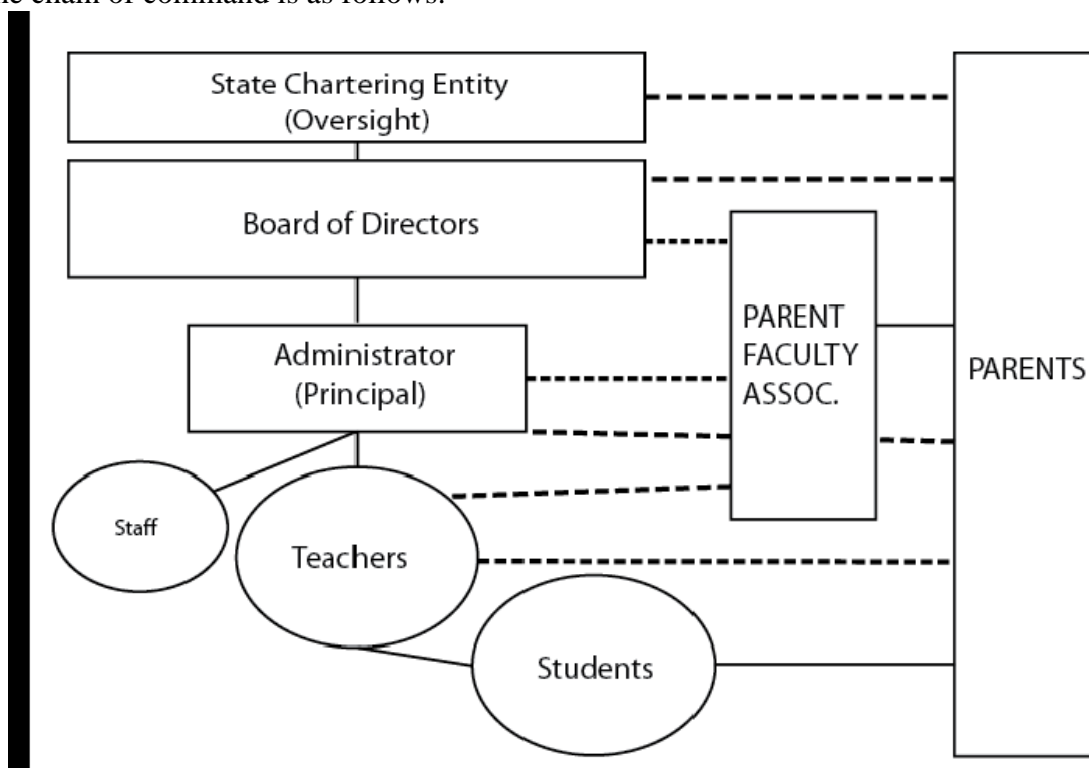 State Chartering Entity
(Oversight)
Board of Directors
Administrator
(Principal)
PARENT
FACULTY
ASSOC.
PARENTS
Staff
Teachers
Students